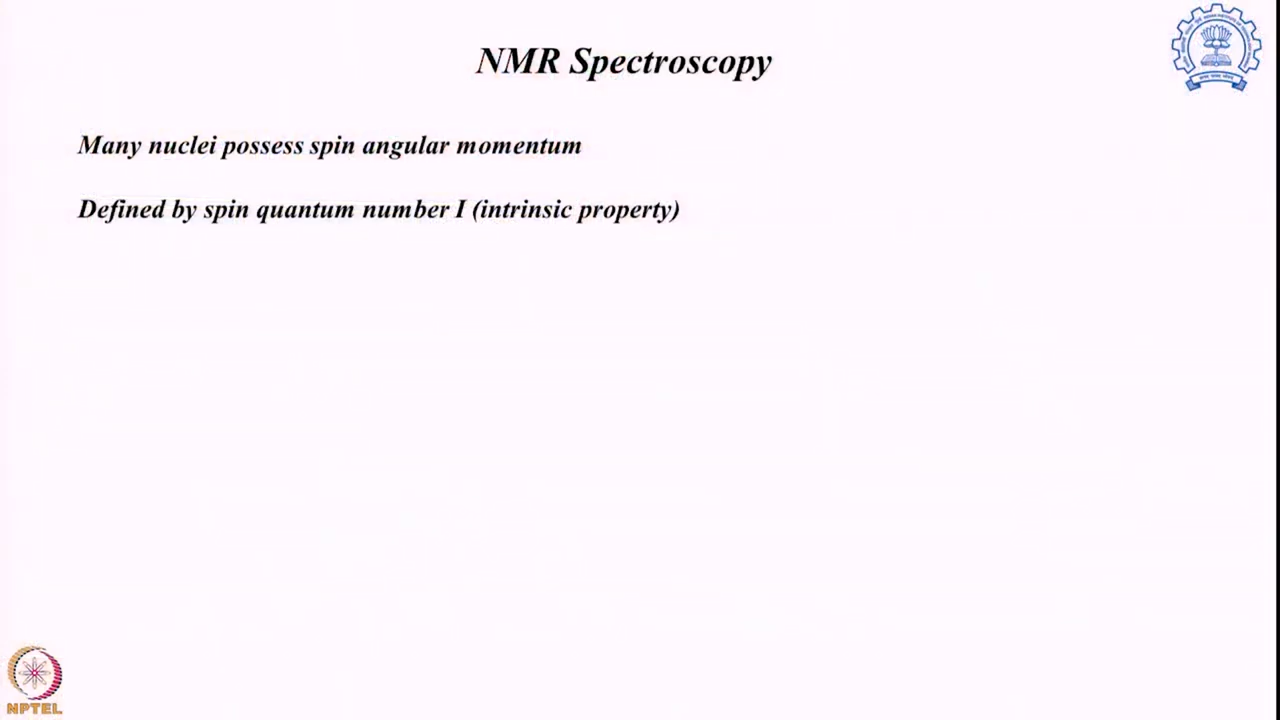 NMR Spectroscopy
Many nuclei possess spin angular momentum
Defined by spin quantum number I (intrinsic property)
NPTEL